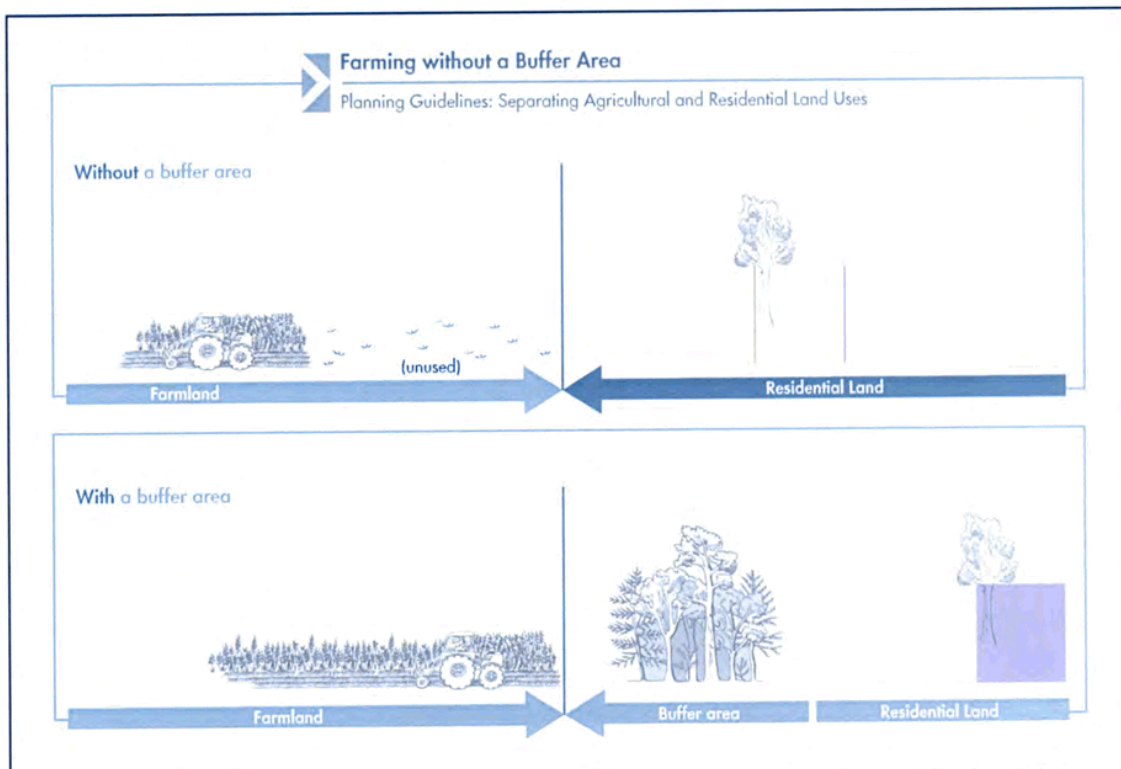 Farming without a Buffer Area
Planning Guidelines: Separating Agricultural and Residential Land Uses
Without a buffer area
(unused)
Farmland
Residential Land
With a buffer area
Farmland
Buffer area
Residential Land